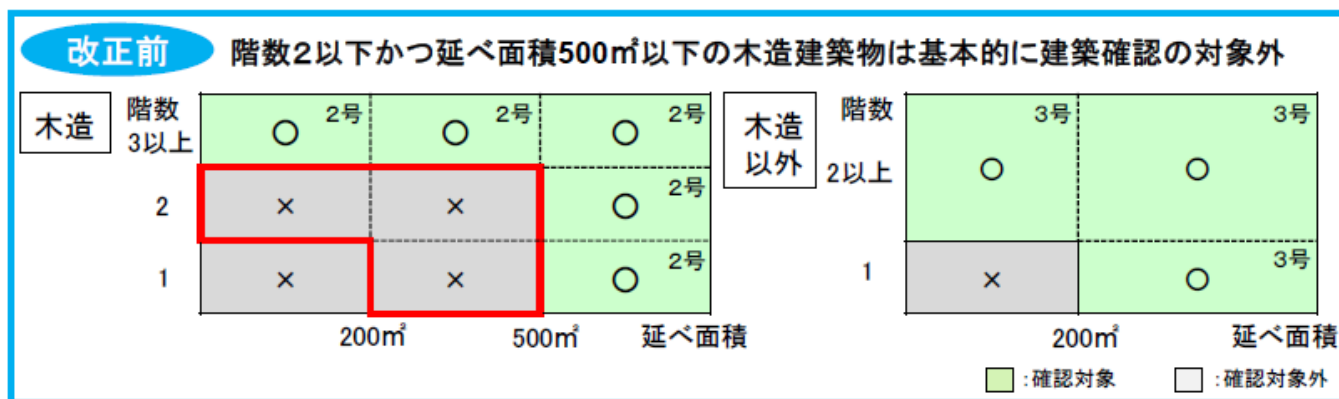 改正前 階数2以下かつ延べ面積500㎡以下の木造建築物は基本的に建築確認の対象外
木造
階数
3以上
2
1
○ 2号 ○ 2号 ○ 2号
× × ○ 2号
× × ○ 2号
200㎡ 500㎡ 延べ面積
木造
以外
階数
2以上
1
○ 3号 ○ 3号
× ○ 3号
200㎡ 延べ面積
:確認対象 :確認対象外